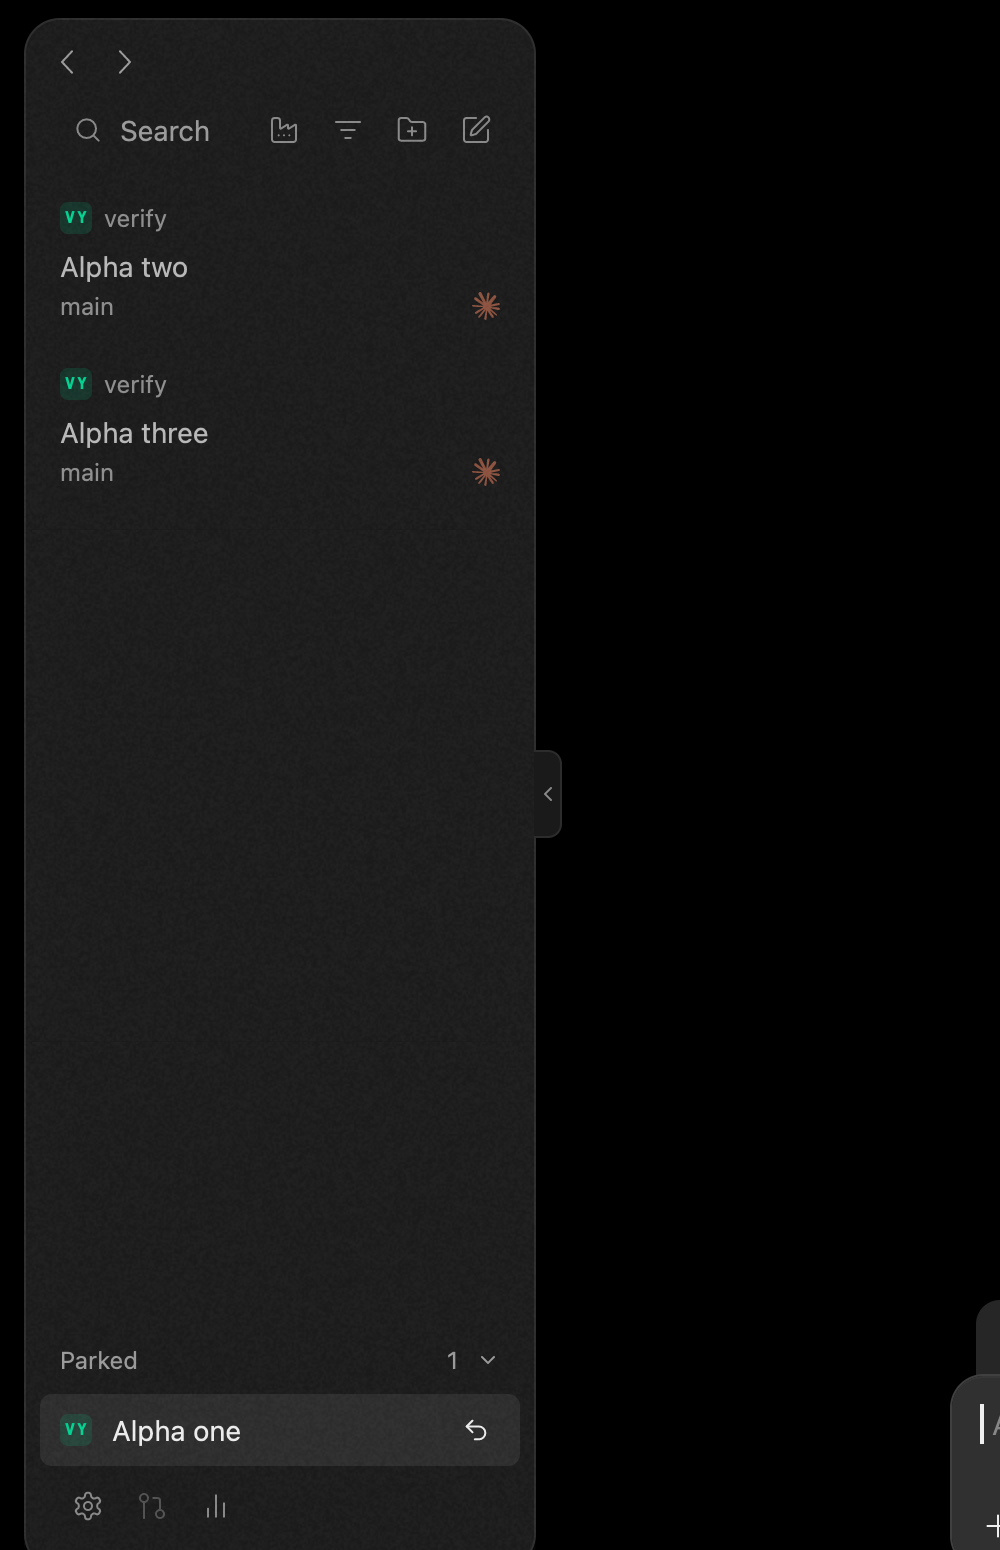 Search
VY verify
Alpha two
main
VY verify
Alpha three
main
Parked 1
VY Alpha one